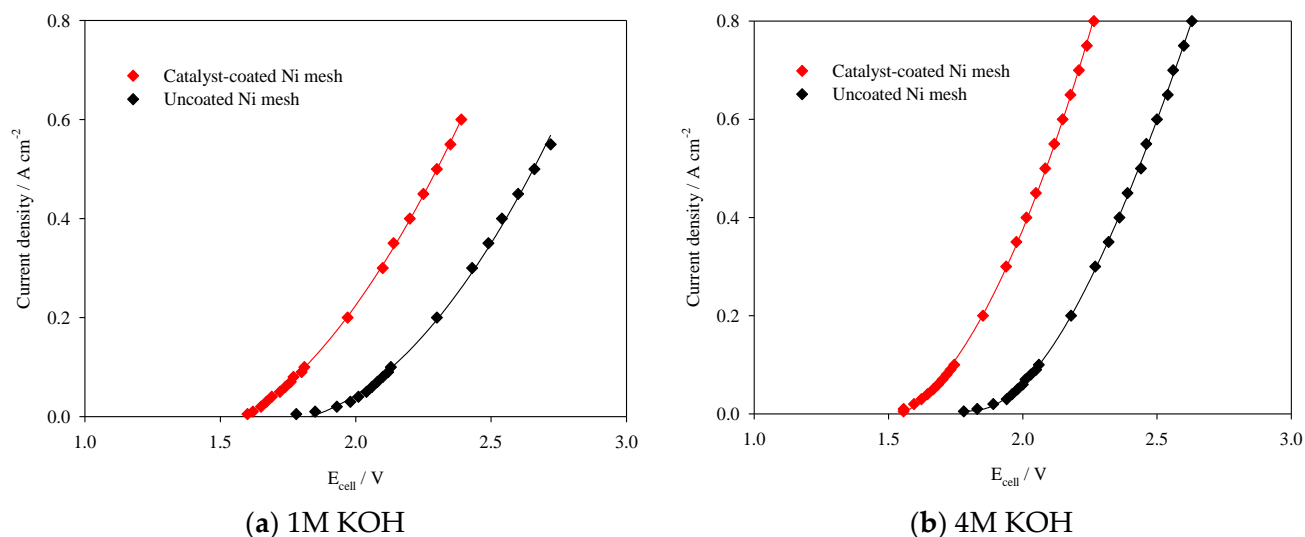 0.8
0.6
0.4
0.2
0.0
Current density / A cm⁻²
Catalyst-coated Ni mesh
Uncoated Ni mesh
1.0 1.5 2.0 2.5 3.0
E_cell / V
(a) 1M KOH
0.8
0.6
0.4
0.2
0.0
Current density / A cm⁻²
Catalyst-coated Ni mesh
Uncoated Ni mesh
1.0 1.5 2.0 2.5 3.0
E_cell / V
(b) 4M KOH